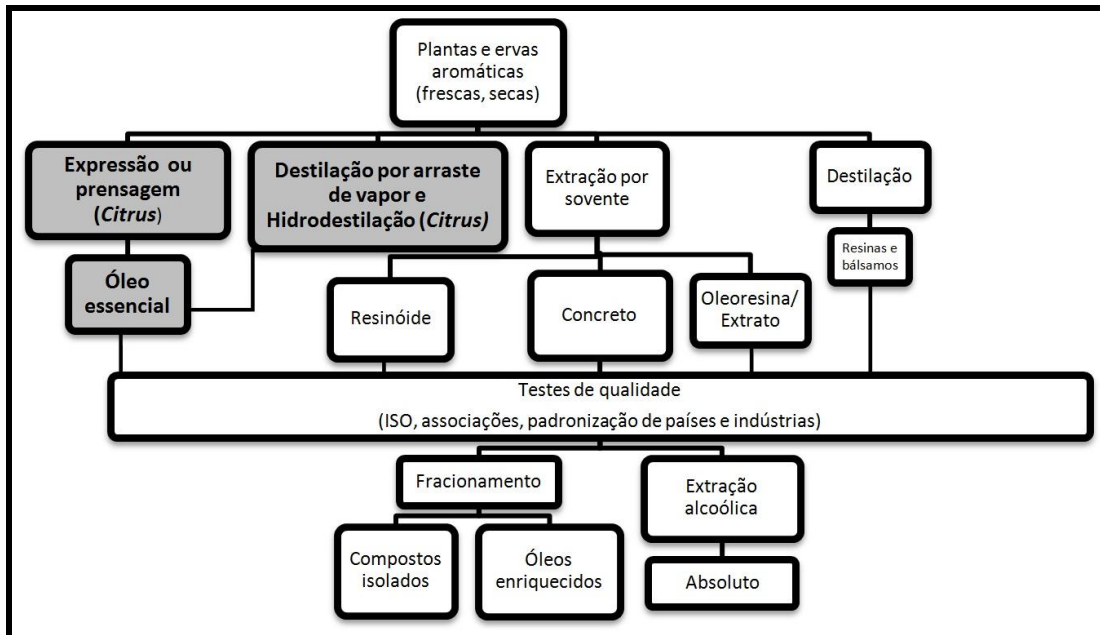 Plantas e ervas
aromáticas
(frescas, secas)
Expressão ou
prensagem
(Citrus)
Destilação por arraste
de vapor e
Hidrodestilação (Citrus)
Extração por
sovente
Destilação
Óleo
essencial
Resinóide
Concreto
Oleoresina/
Extrato
Resinas e
bálsamos
Testes de qualidade
(ISO, associações, padronização de países e indústrias)
Fracionamento
Extração
alcoólica
Compostos
isolados
Óleos
enriquecidos
Absoluto